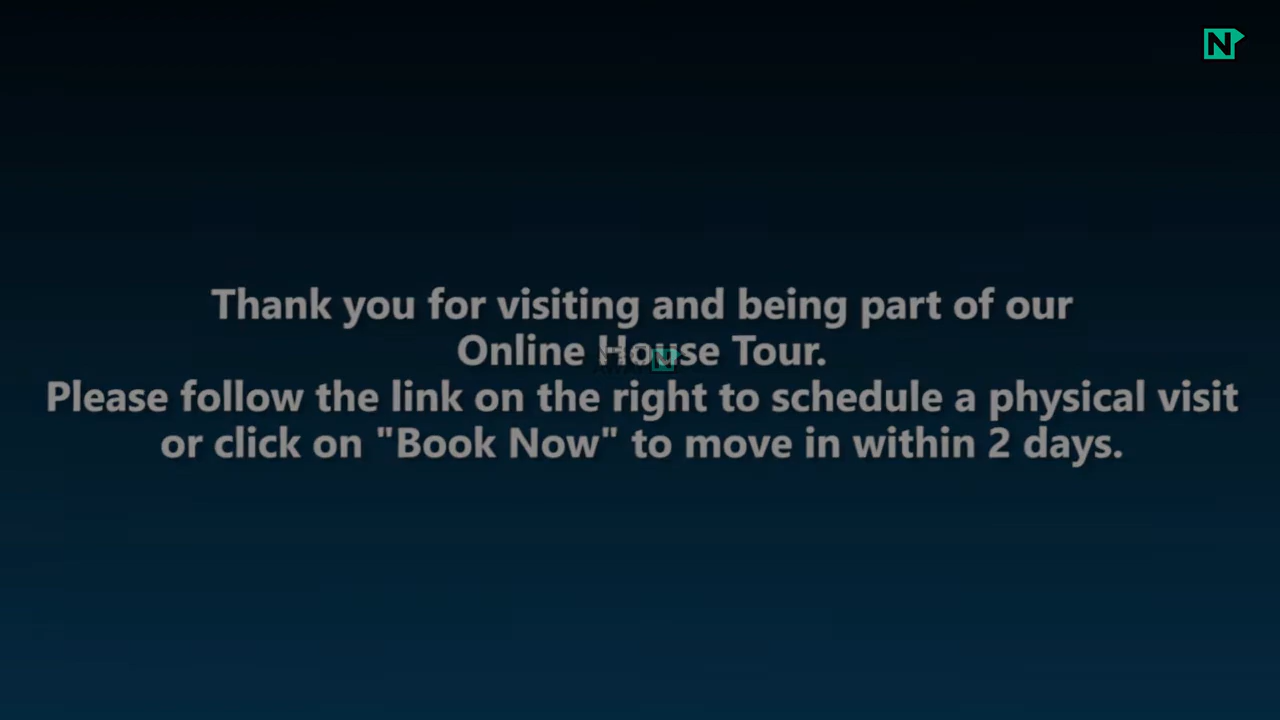 N
Thank you for visiting and being part of our
Online House Tour.
Please follow the link on the right to schedule a physical visit
or click on "Book Now" to move in within 2 days.